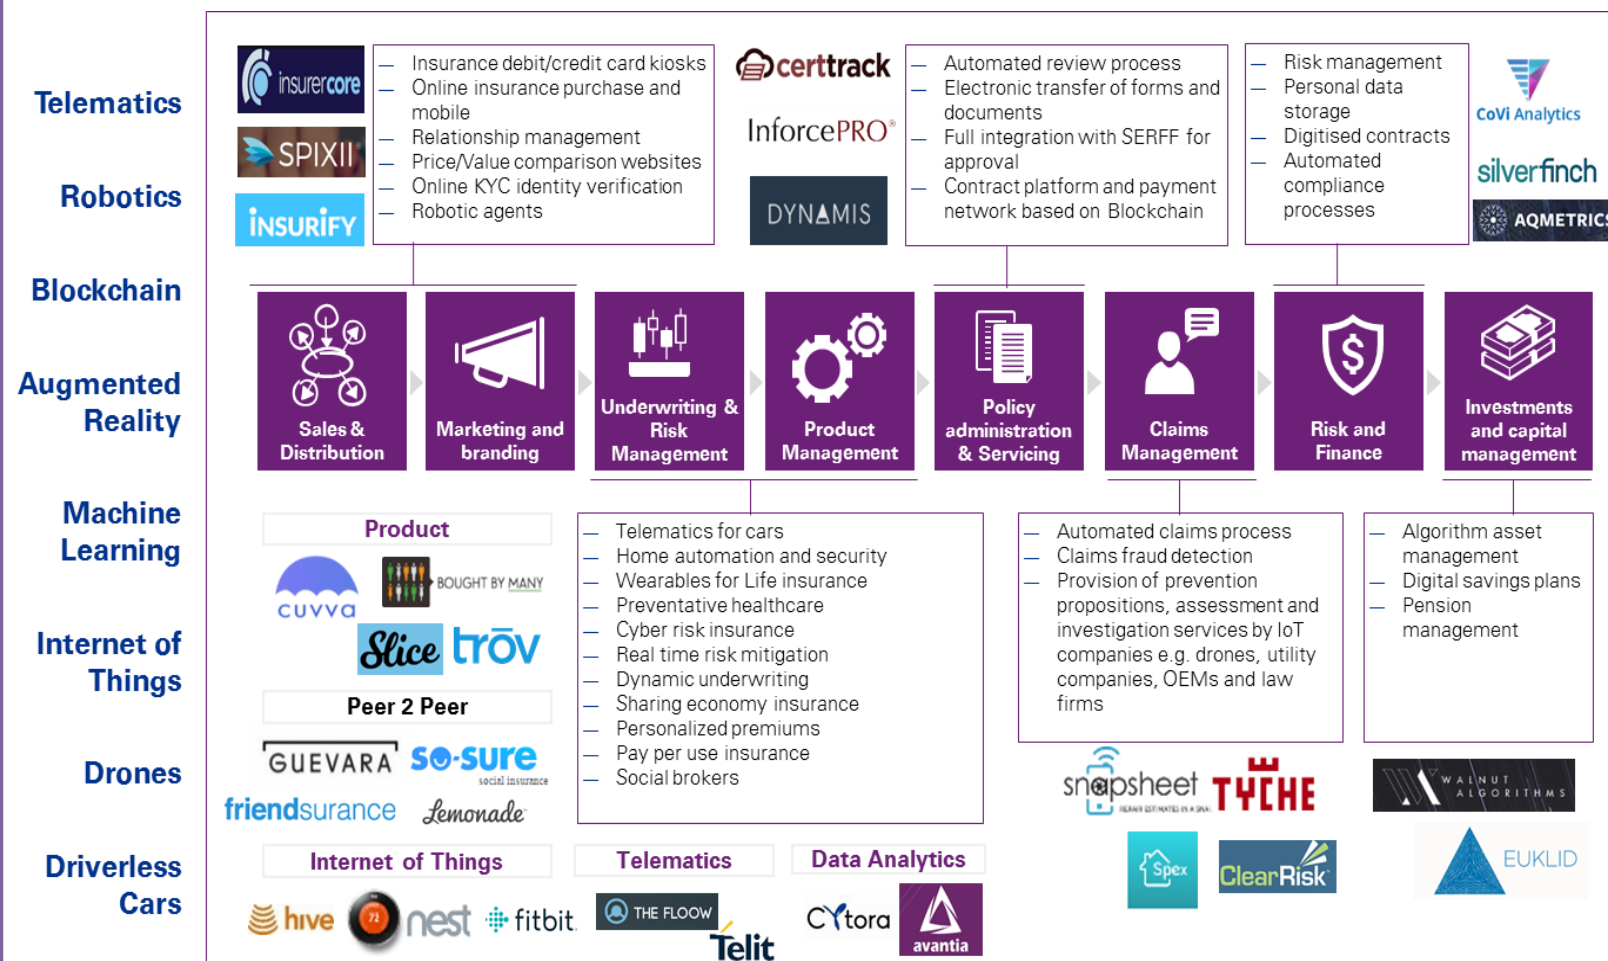 Telematics
Robotics
Blockchain
Augmented
Reality
Machine
Learning
Internet of
Things
Drones
Driverless
Cars
insurercore
SPIXII
iNSURiFY
— Insurance debit/credit card kiosks
— Online insurance purchase and
mobile
— Relationship management
— Price/Value comparison websites
— Online KYC identity verification
— Robotic agents
certtrack
InforcePRO®
DYNAMIS
— Automated review process
— Electronic transfer of forms and
documents
— Full integration with SERFF for
approval
— Contract platform and payment
network based on Blockchain
— Risk management
— Personal data
storage
— Digitised contracts
— Automated
compliance
processes
CoVi Analytics
silverfinch
AQMETRICS
Sales &
Distribution
Marketing and
branding
Underwriting &
Risk
Management
Product
Management
Policy
administration
& Servicing
Claims
Management
$
Risk and
Finance
Investments
and capital
management
Product
cuvva
BOUGHT BY MANY
Slice
trōv
Peer 2 Peer
GUEVARA
so-sure
social insurance
friendsurance
Lemonade
— Telematics for cars
— Home automation and security
— Wearables for Life insurance
— Preventative healthcare
— Cyber risk insurance
— Real time risk mitigation
— Dynamic underwriting
— Sharing economy insurance
— Personalized premiums
— Pay per use insurance
— Social brokers
— Automated claims process
— Claims fraud detection
— Provision of prevention
propositions, assessment and
investigation services by IoT
companies e.g. drones, utility
companies, OEMs and law
firms
— Algorithm asset
management
— Digital savings plans
— Pension
management
snapsheet
REPAIR ESTIMATES IN A SNAP
TYCHE
WALNUT
ALGORITHMS
Spex
ClearRisk
EUKLID
Internet of Things
hive
72
nest
fitbit
Telematics
THE FLOOW
Telit
Data Analytics
CYtora
avantia